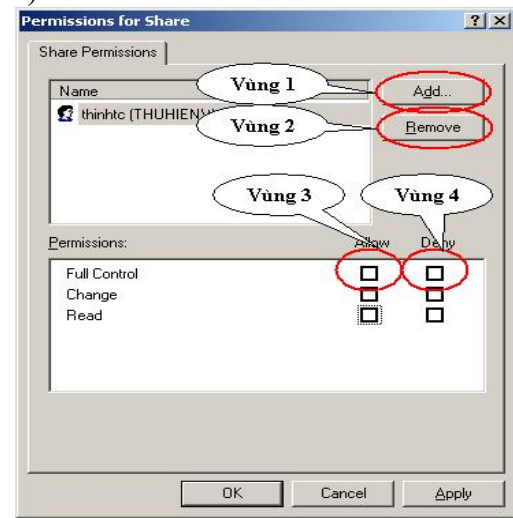 )
Permissions for Share
Share Permissions
Name
Vùng 1
Add...
thinhtc (THUHIENV
Vùng 2
Remove
Vùng 3
Vùng 4
Permissions:
Allow
Deny
Full Control
Change
Read
OK
Cancel
Apply